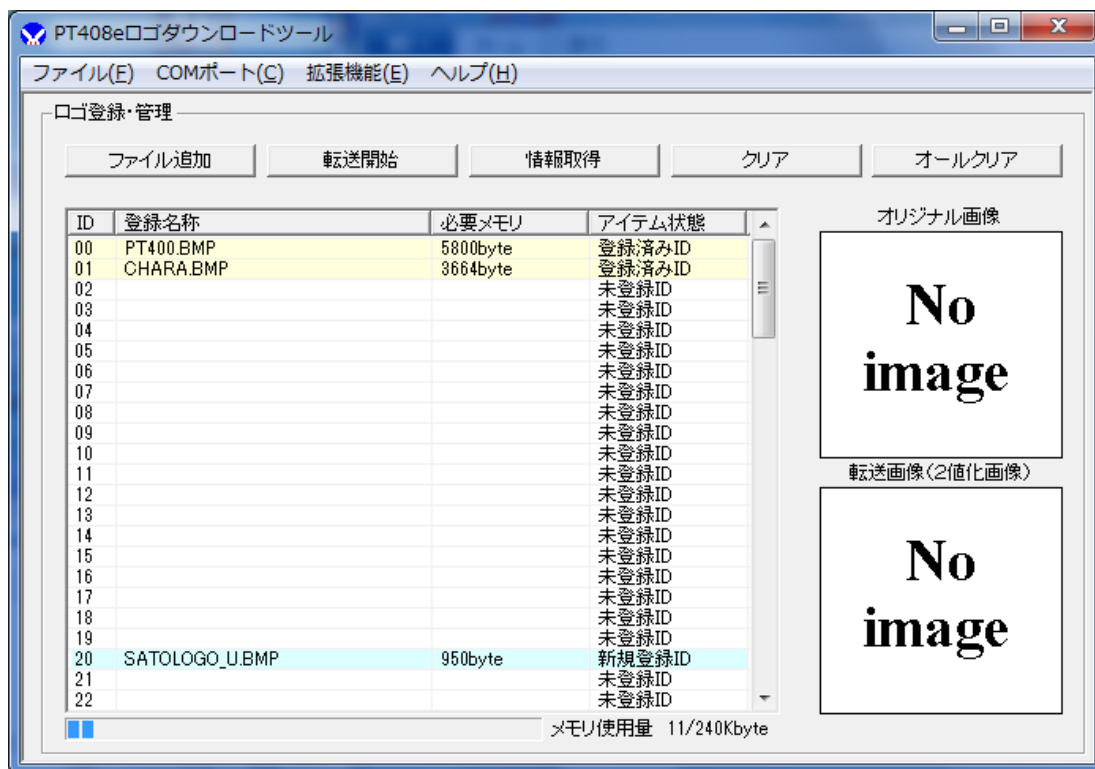 PT408eロゴダウンロードツール
ファイル(F) COMポート(C) 拡張機能(E) ヘルプ(H)
ロゴ登録・管理
ファイル追加 転送開始 情報取得 クリア オールクリア
ID 登録名称 必要メモリ アイテム状態
00 PT400.BMP 5800byte 登録済みID
01 CHARA.BMP 3664byte 登録済みID
02 未登録ID
03 未登録ID
04 未登録ID
05 未登録ID
06 未登録ID
07 未登録ID
08 未登録ID
09 未登録ID
10 未登録ID
11 未登録ID
12 未登録ID
13 未登録ID
14 未登録ID
15 未登録ID
16 未登録ID
17 未登録ID
18 未登録ID
19 未登録ID
20 SATOLOGO_U.BMP 950byte 新規登録ID
21 未登録ID
22 未登録ID
メモリ使用量 11/240Kbyte
オリジナル画像
No
image
転送画像(2値化画像)
No
image